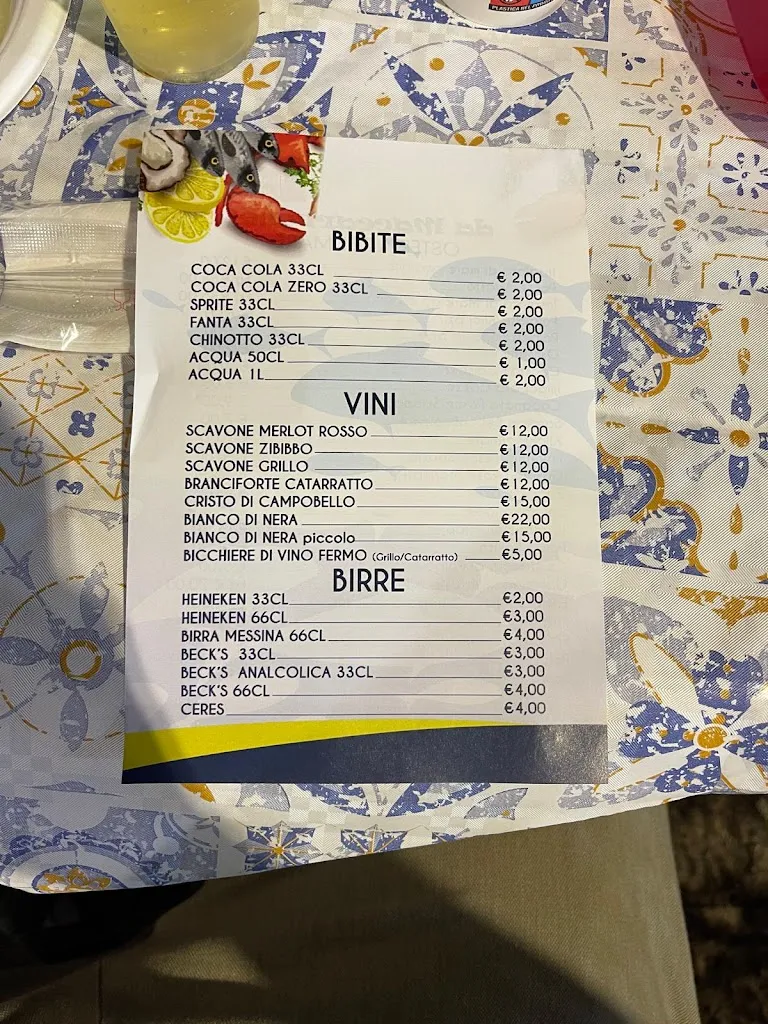 PLASTICA NEL
BIBITE
COCA COLA 33CL € 2,00
COCA COLA ZERO 33CL € 2,00
SPRITE 33CL € 2,00
FANTA 33CL € 2,00
CHINOTTO 33CL € 2,00
ACQUA 50CL € 1,00
ACQUA 1L € 2,00
VINI
SCAVONE MERLOT ROSSO €12,00
SCAVONE ZIBIBBO €12,00
SCAVONE GRILLO €12,00
BRANCIFORTE CATARRATTO €12,00
CRISTO DI CAMPOBELLO €15,00
BIANCO DI NERA €22,00
BIANCO DI NERA piccolo €15,00
BICCHIERE DI VINO FERMO (Grillo/Catarratto) €5,00
BIRRE
HEINEKEN 33CL €2,00
HEINEKEN 66CL €3,00
BIRRA MESSINA 66CL €4,00
BECK'S 33CL €3,00
BECK'S ANALCOLICA 33CL €3,00
BECK'S 66CL €4,00
CERES €4,00